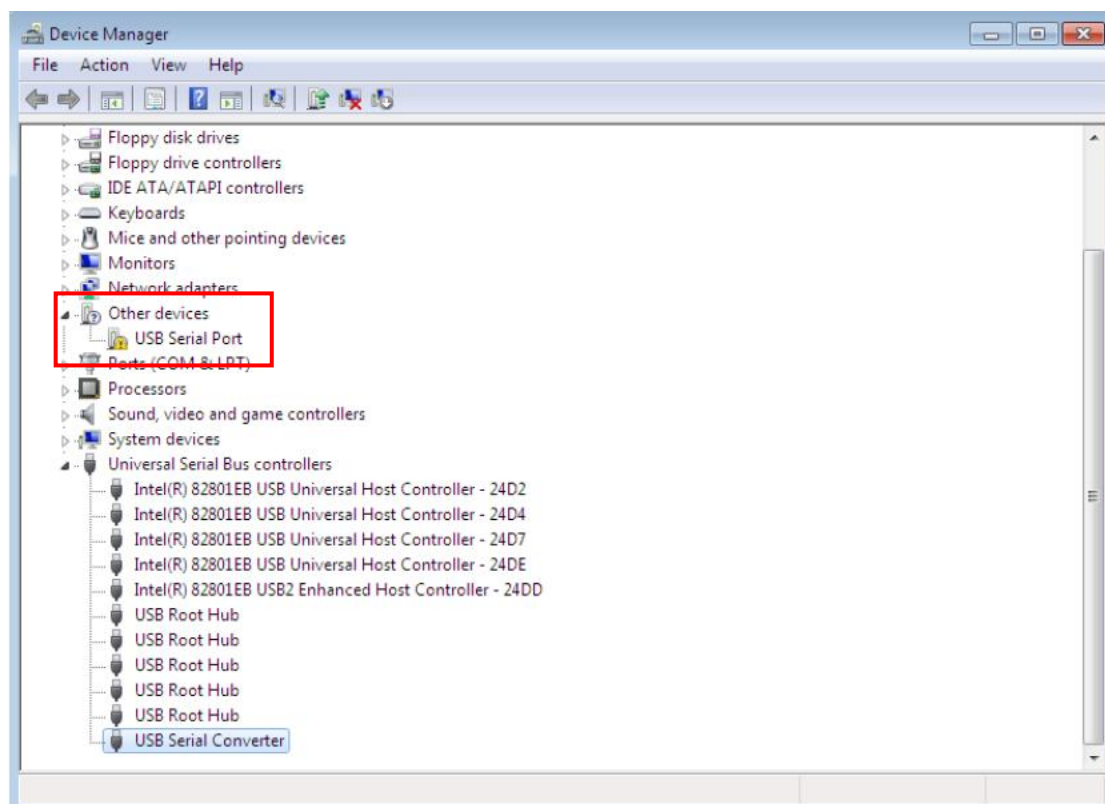 Device Manager
File Action View Help
Floppy disk drives
Floppy drive controllers
IDE ATA/ATAPI controllers
Keyboards
Mice and other pointing devices
Monitors
Network adapters
Other devices
USB Serial Port
Ports (COM & LPT)
Processors
Sound, video and game controllers
System devices
Universal Serial Bus controllers
Intel(R) 82801EB USB Universal Host Controller - 24D2
Intel(R) 82801EB USB Universal Host Controller - 24D4
Intel(R) 82801EB USB Universal Host Controller - 24D7
Intel(R) 82801EB USB Universal Host Controller - 24DE
Intel(R) 82801EB USB2 Enhanced Host Controller - 24DD
USB Root Hub
USB Root Hub
USB Root Hub
USB Root Hub
USB Root Hub
USB Serial Converter